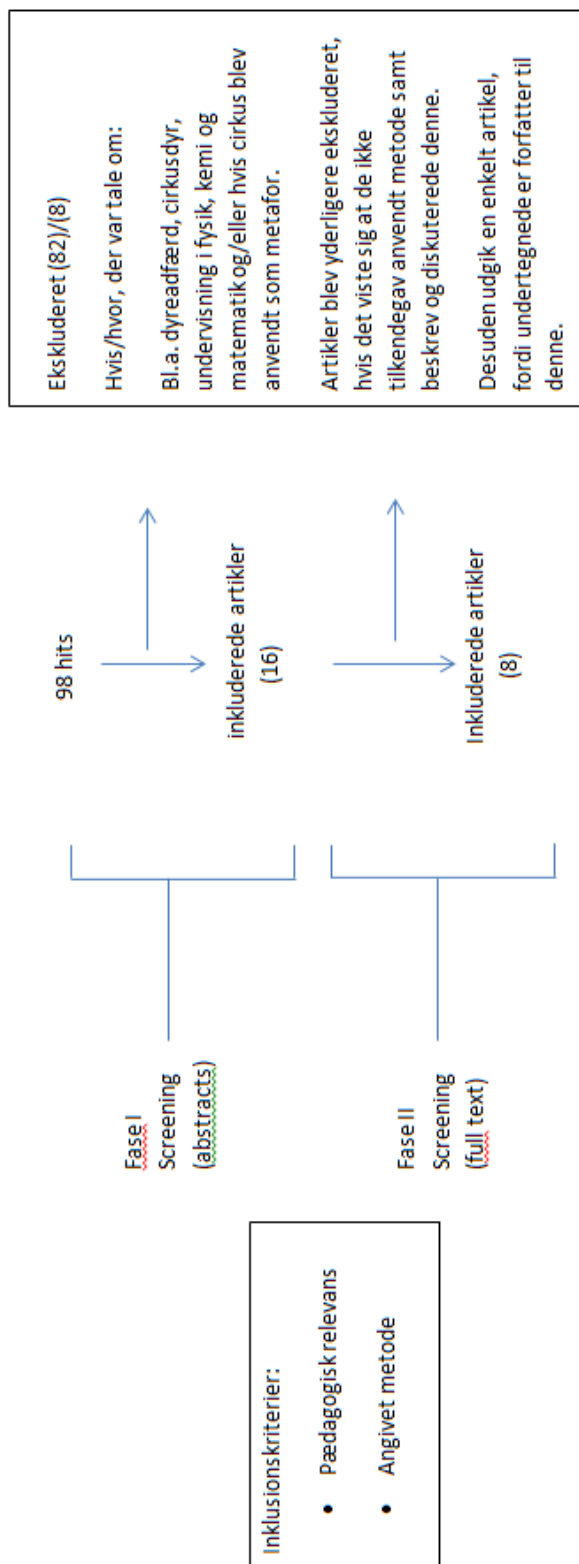 Inklusionskriterier:
• Pædagogisk relevans
• Angivet metode
Fase I
Screening
(abstracts)
Fase II
Screening
(full text)
98 hits
inkluderede artikler
(16)
Inkluderede artikler
(8)
Ekskluderet (82)/(8)
Hvis/hvor, der var tale om:
Bl.a. dyreadfærd, cirkusdyr,
undervisning i fysik, kemi og
matematik og/eller hvis cirkus blev
anvendt som metafor.
Artikler blev yderligere ekskluderet,
hvis det viste sig at de ikke
tilkendegav anvendt metode samt
beskrev og diskuterede denne.
Desuden udgik en enkelt artikel,
fordi undertegnede er forfatter til
denne.